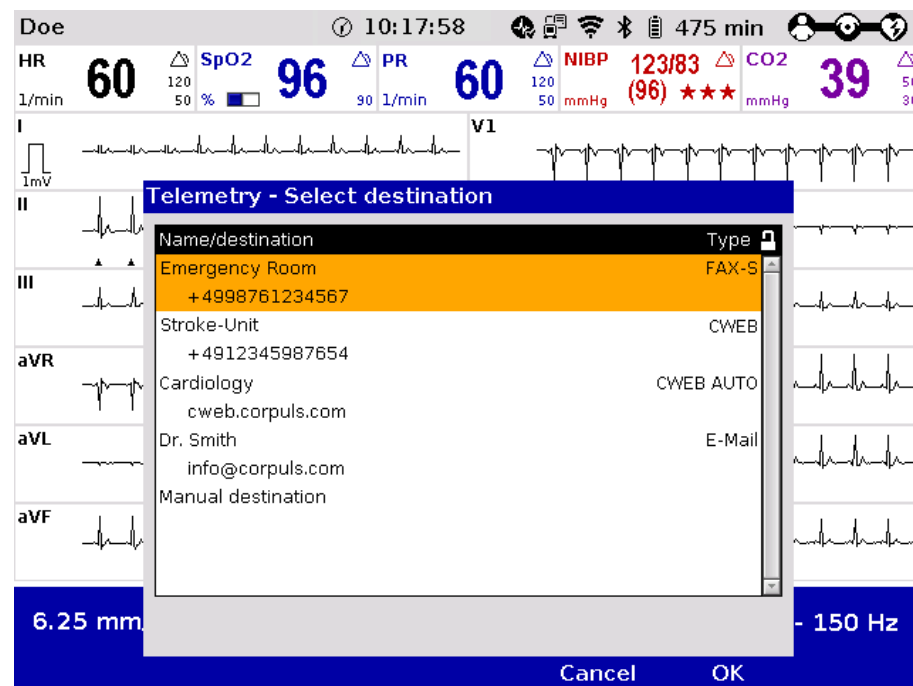 Doe 10:17:58 475 min
HR 60 120 50 1/min
SpO2 96 90 %
PR 60 120 50 1/min
NIBP 123/83 (96) ★★★ mmHg
CO2 39 mmHg
I V1
1mV
II
III
aVR
aVL
aVF
Telemetry - Select destination
Name/destination Type
Emergency Room FAX-S
+4998761234567
Stroke-Unit CWEB
+4912345987654
Cardiology CWEB AUTO
cweb.corpuls.com
Dr. Smith E-Mail
info@corpuls.com
Manual destination
6.25 mm - 150 Hz
Cancel OK